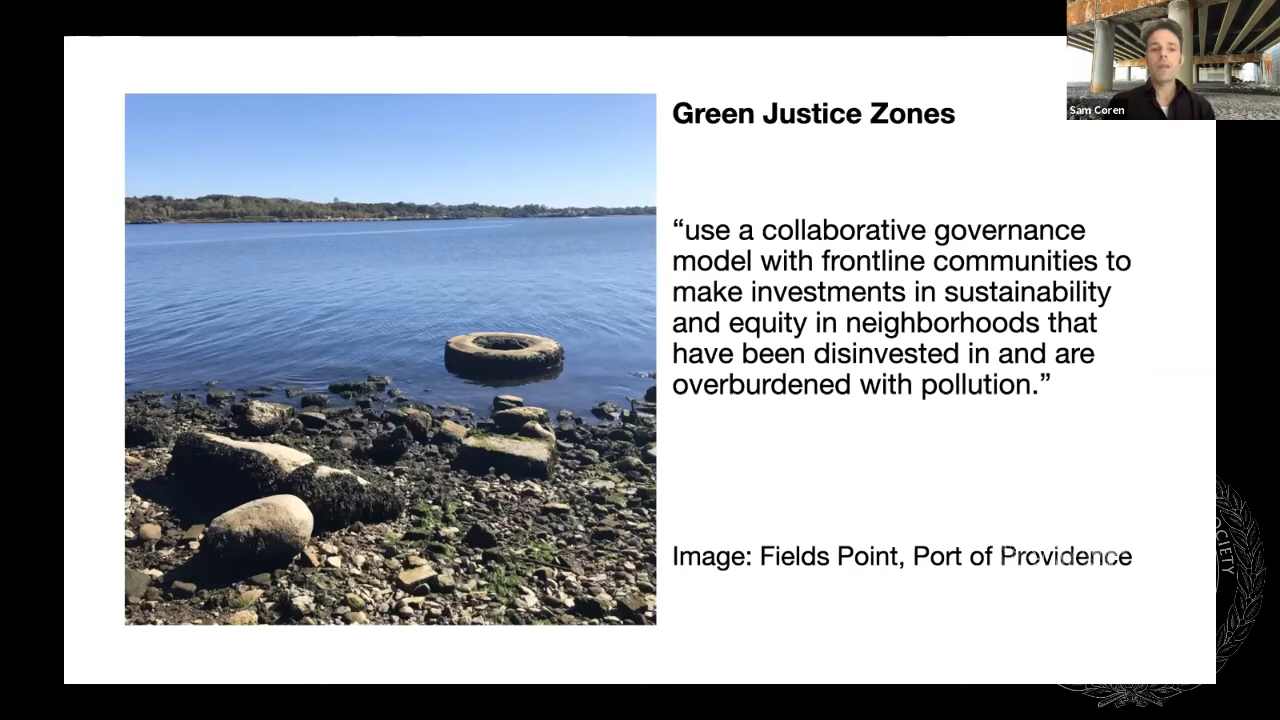 Sam Coren
Green Justice Zones
“use a collaborative governance
model with frontline communities to
make investments in sustainability
and equity in neighborhoods that
have been disinvested in and are
overburdened with pollution.”
Image: Fields Point, Port of Providence